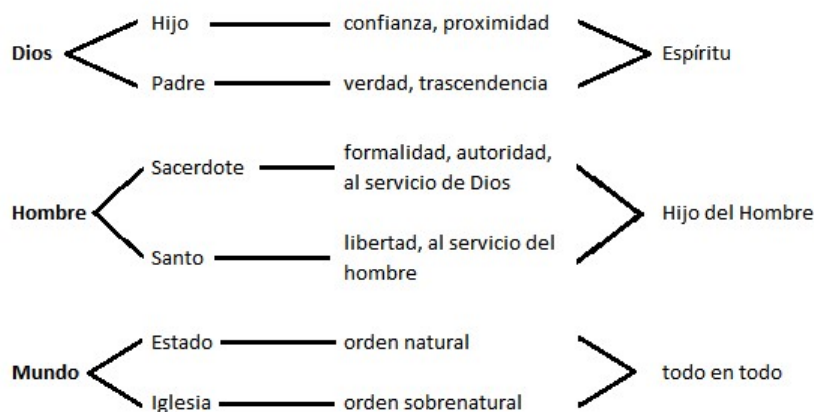 Hijo confianza, proximidad
Dios Espíritu
Padre verdad, trascendencia
formalidad, autoridad,
Sacerdote
al servicio de Dios
Hombre Hijo del Hombre
libertad, al servicio del
Santo
hombre
Estado orden natural
Mundo todo en todo
Iglesia orden sobrenatural